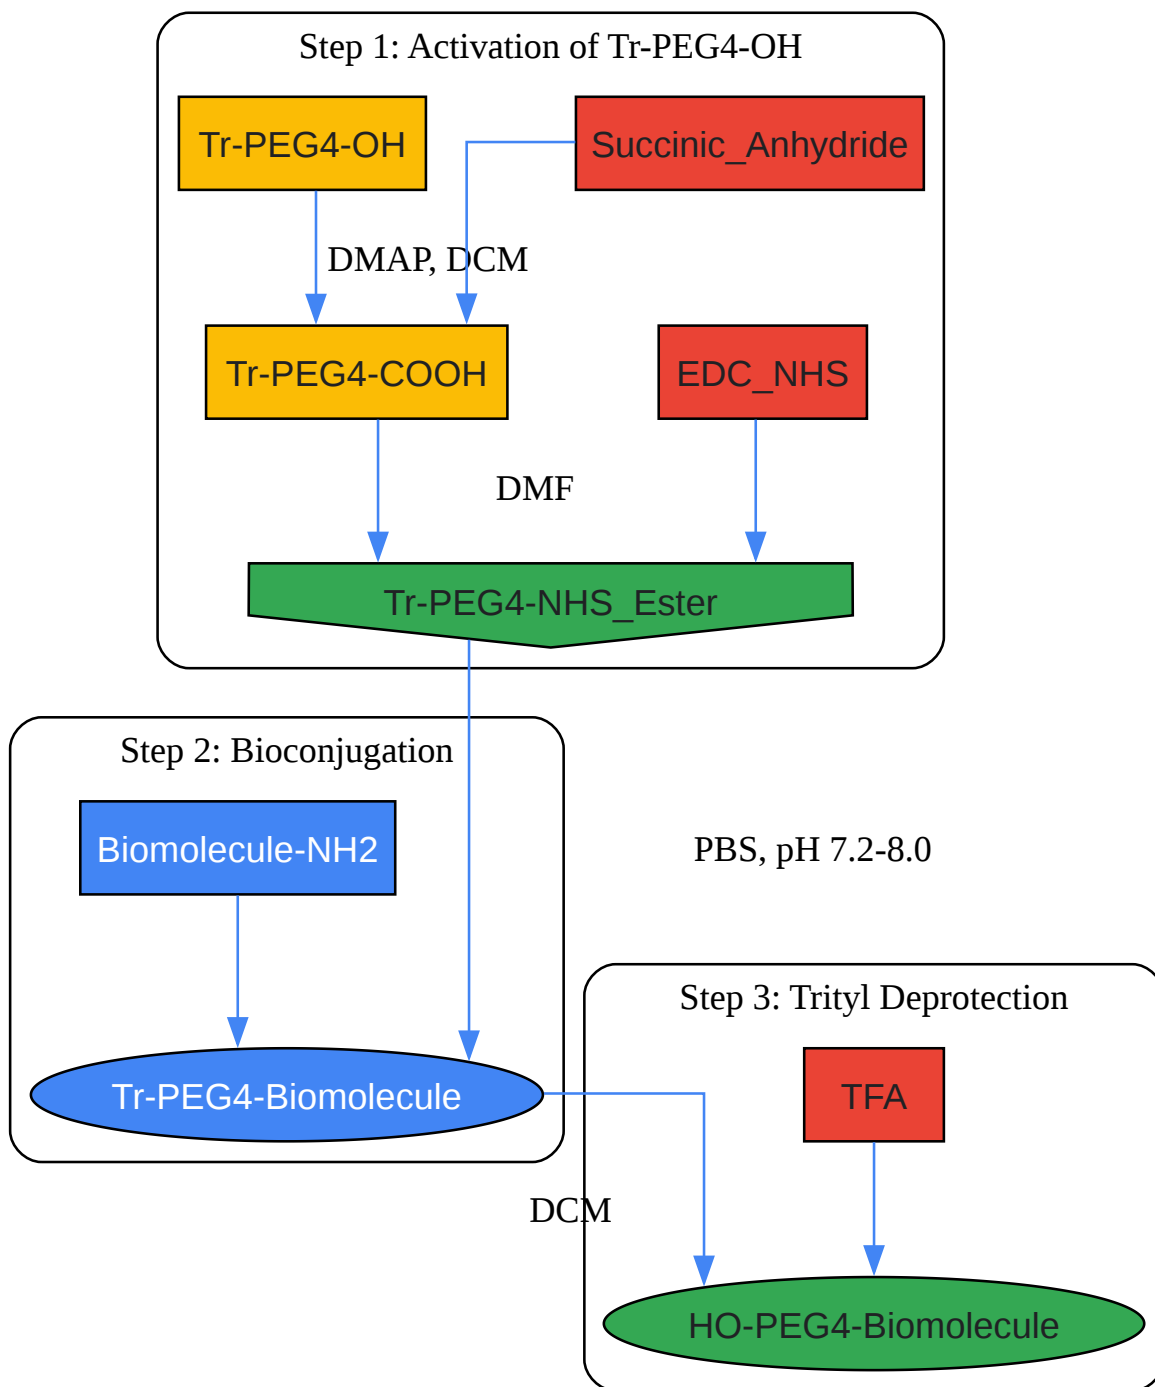 Step 1: Activation of Tr-PEG4-OH
Tr-PEG4-OH
Succinic_Anhydride
DMAP, DCM
Tr-PEG4-COOH
EDC_NHS
DMF
Tr-PEG4-NHS_Ester
Step 2: Bioconjugation
Biomolecule-NH2
PBS, pH 7.2-8.0
Tr-PEG4-Biomolecule
Step 3: Trityl Deprotection
TFA
DCM
HO-PEG4-Biomolecule